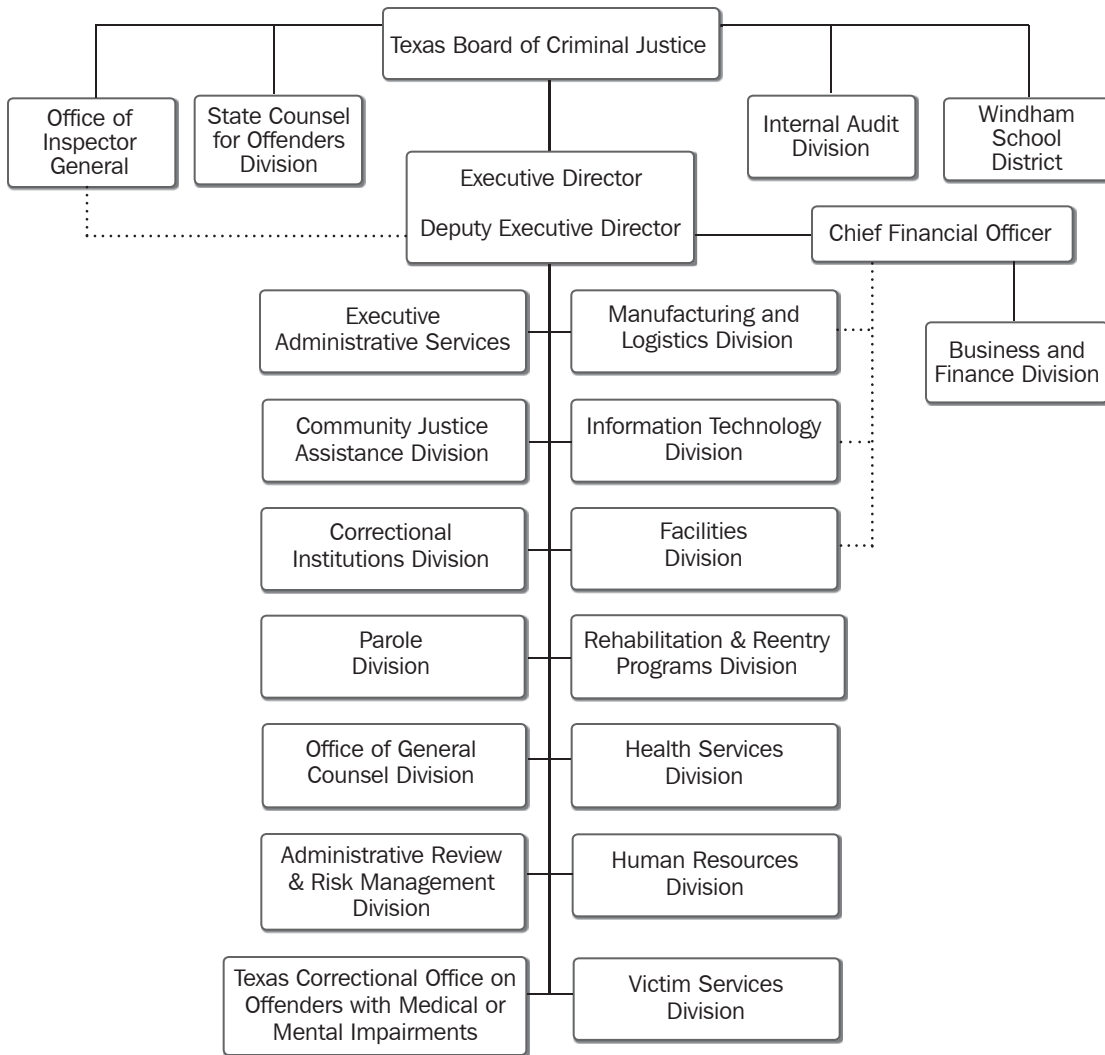 Texas Board of Criminal Justice
Office of
Inspector
General
State Counsel
for Offenders
Division
Internal Audit
Division
Windham
School
District
Executive Director
Deputy Executive Director
Chief Financial Officer
Business and
Finance Division
Executive
Administrative Services
Manufacturing and
Logistics Division
Community Justice
Assistance Division
Information Technology
Division
Correctional
Institutions Division
Facilities
Division
Parole
Division
Rehabilitation & Reentry
Programs Division
Office of General
Counsel Division
Health Services
Division
Administrative Review
& Risk Management
Division
Human Resources
Division
Texas Correctional Office on
Offenders with Medical or
Mental Impairments
Victim Services
Division